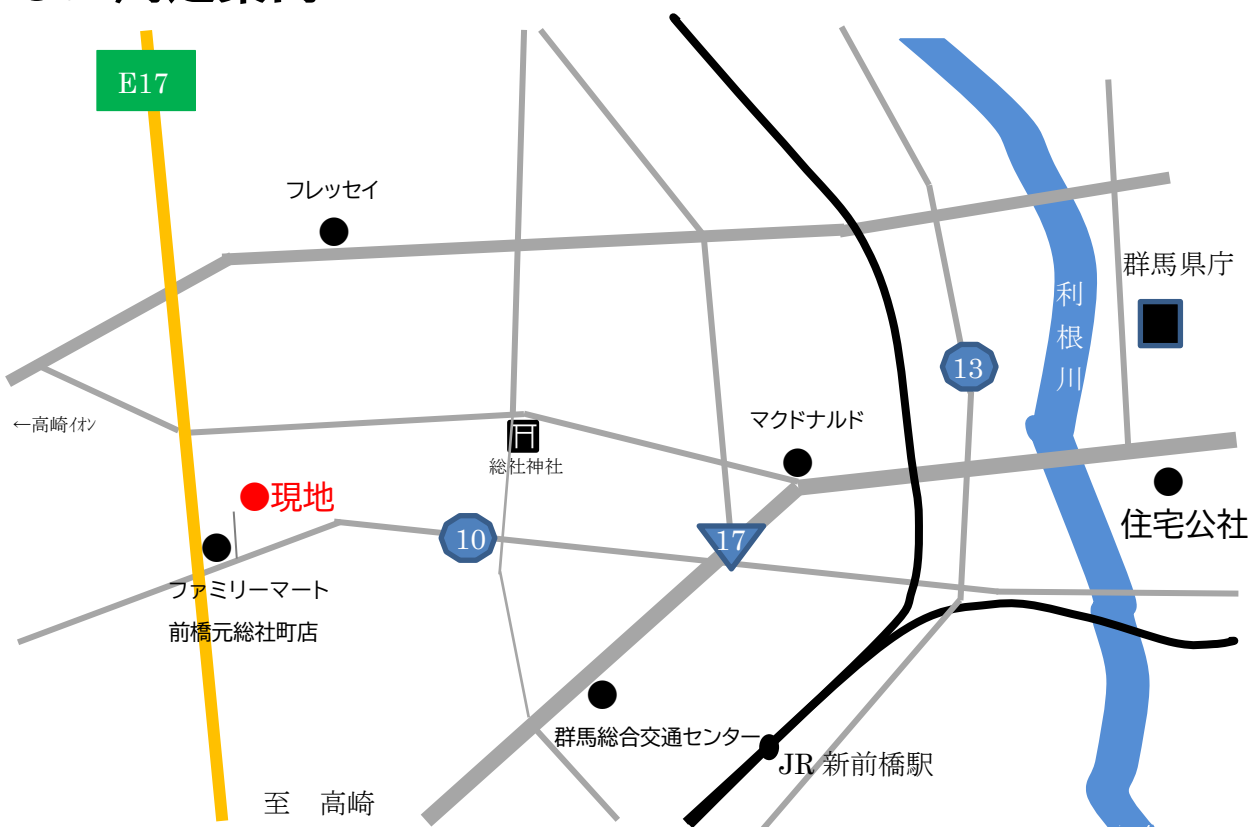 E17
フレッセイ
群馬県庁
利根川
13
←高崎ｲｵﾝ
マクドナルド
総社神社
現地
10
17
住宅公社
ファミリーマート
前橋元総社町店
群馬総合交通センター
JR 新前橋駅
至　高崎